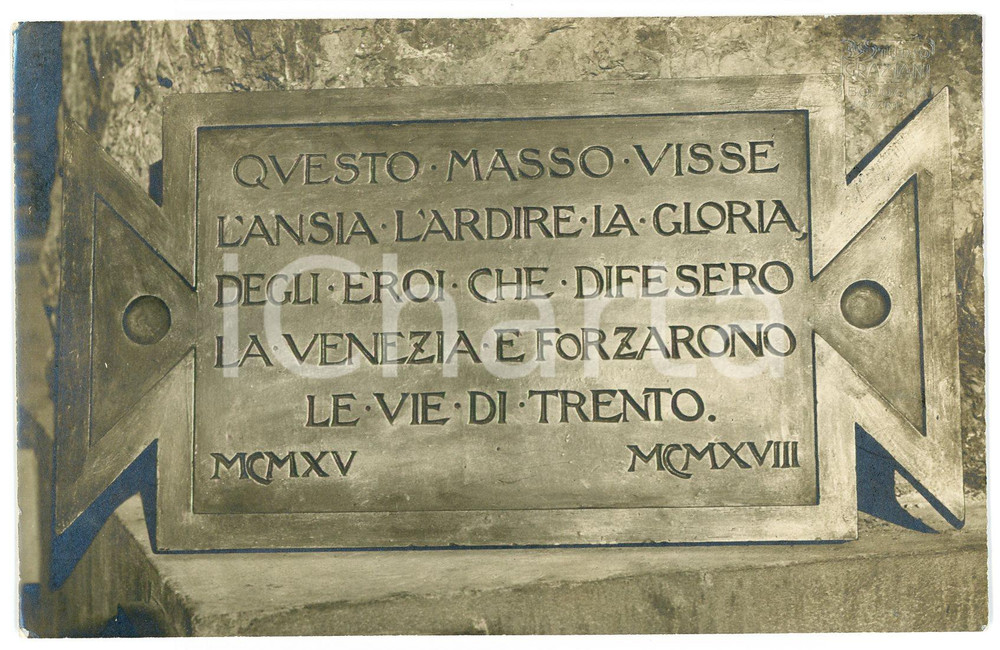 QVESTO · MASSO · VISSE
L'ANSIA · L'ARDIRE · LA · GLORIA,
DEGLI · EROI · CHE · DIFESERO
LA · VENEZIA · E FORZARONO
LE · VIE · DI · TRENTO.
MCMXV MCMXVIII
iCharta